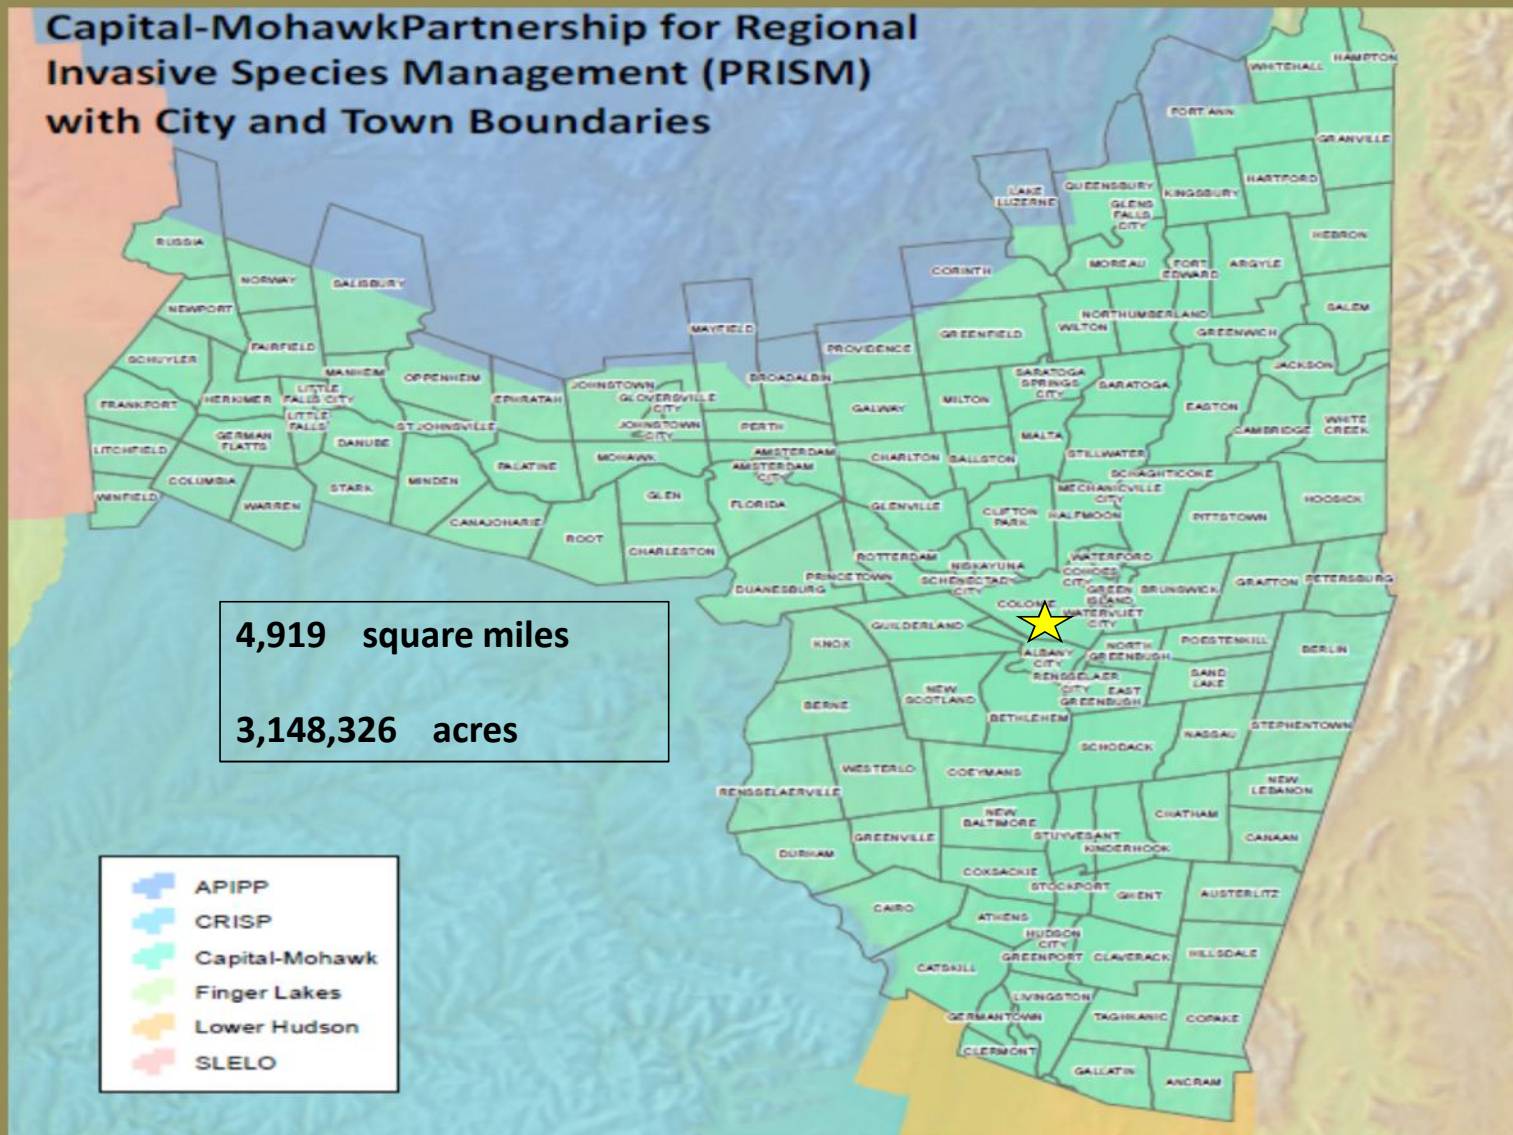 Capital-MohawkPartnership for Regional
Invasive Species Management (PRISM)
with City and Town Boundaries
HAMPTON
WHITEHALL
FORT ANN
GRANVILLE
HARTFORD
QUEENSBURY
KINGSBURY
LAKE
LUZERNE
GLENS
FALLS
CITY
HEBRON
RUSSIA
MOREAU
FORT
EDWARD
ARGYLE
CORINTH
NORWAY
SALISBURY
SALEM
NEWPORT
NORTHUMBERLAND
WILTON
GREENWICH
MAYFIELD
GREENFIELD
FAIRFIELD
PROVIDENCE
SCHUYLER
JACKSON
MANHEIM
OPPENHEIM
BROADALBIN
SARATOGA
SPRINGS
CITY
SARATOGA
JOHNSTOWN
LITTLE
FALLS CITY
HERKIMER
EPHRATAH
GLOVERSVILLE
CITY
MILTON
GALWAY
EASTON
FRANKPORT
LITTLE
FALLS
ST JOHNSVILLE
JOHNSTOWN
CITY
PERTH
WHITE
CREEK
CAMBRIDGE
GERMAN
FLATTS
DANUBE
MALTA
LITCHFIELD
AMSTERDAM
STILLWATER
MOHAWK
CHARLTON
BALLSTON
PALATINE
AMSTERDAM
CITY
SCHAGHTICOKE
COLUMBIA
MINDEN
STARK
MECHANICVILLE
CITY
WINFIELD
GLEN
HOOSICK
WARREN
FLORIDA
GLENVILLE
CLIFTON
PARK
HALFMOON
PITTSTOWN
CANAJOHARIE
ROOT
CHARLESTON
ROTTERDAM
WATERFORD
NISKAYUNA
COHOES
CITY
PRINCETOWN
SCHENECTADY
CITY
GRAFTON
PETERSBURG
DUANESBURG
GREEN
ISLAND
BRUNSWICK
COLONIE
WATERVLIET
CITY
GUILDERLAND
4,919 square miles
3,148,326 acres
KNOX
POESTENKILL
NORTH
GREENBUSH
ALBANY
CITY
BERLIN
RENSSELAER
CITY
SAND
LAKE
NEW
SCOTLAND
EAST
GREENBUSH
BERNE
BETHLEHEM
STEPHENTOWN
NASSAU
SCHODACK
WESTERLO
COEYMANS
NEW
LEBANON
RENSSELAERVILLE
NEW
BALTIMORE
CHATHAM
GREENVILLE
STUYVESANT
CANAAN
KINDERHOOK
DURHAM
COXSACKIE
STOCKPORT
GHENT
AUSTERLITZ
CAIRO
ATHENS
HUDSON
CITY
GREENPORT
CLAVERACK
HILLSDALE
CATSKILL
LIVINGSTON
GERMANTOWN
TAGHKANIC
COPAKE
CLERMONT
GALLATIN
ANCRAM
APIPP
CRISP
Capital-Mohawk
Finger Lakes
Lower Hudson
SLELO